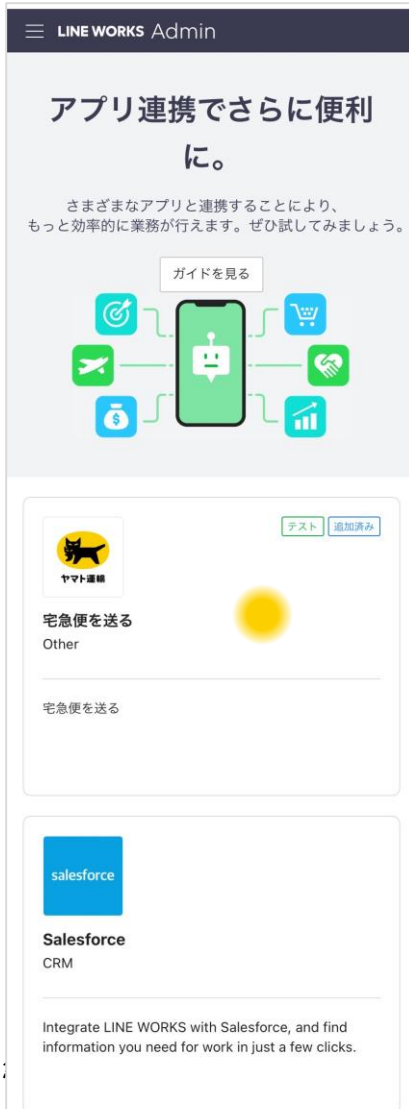 LINE WORKS Admin
アプリ連携でさらに便利
に。
さまざまなアプリと連携することにより、
もっと効率的に業務が行えます。ぜひ試してみましょう。
ガイドを見る
テスト 追加済み
ヤマト運輸
宅急便を送る
Other
宅急便を送る
salesforce
Salesforce
CRM
Integrate LINE WORKS with Salesforce, and find
information you need for work in just a few clicks.